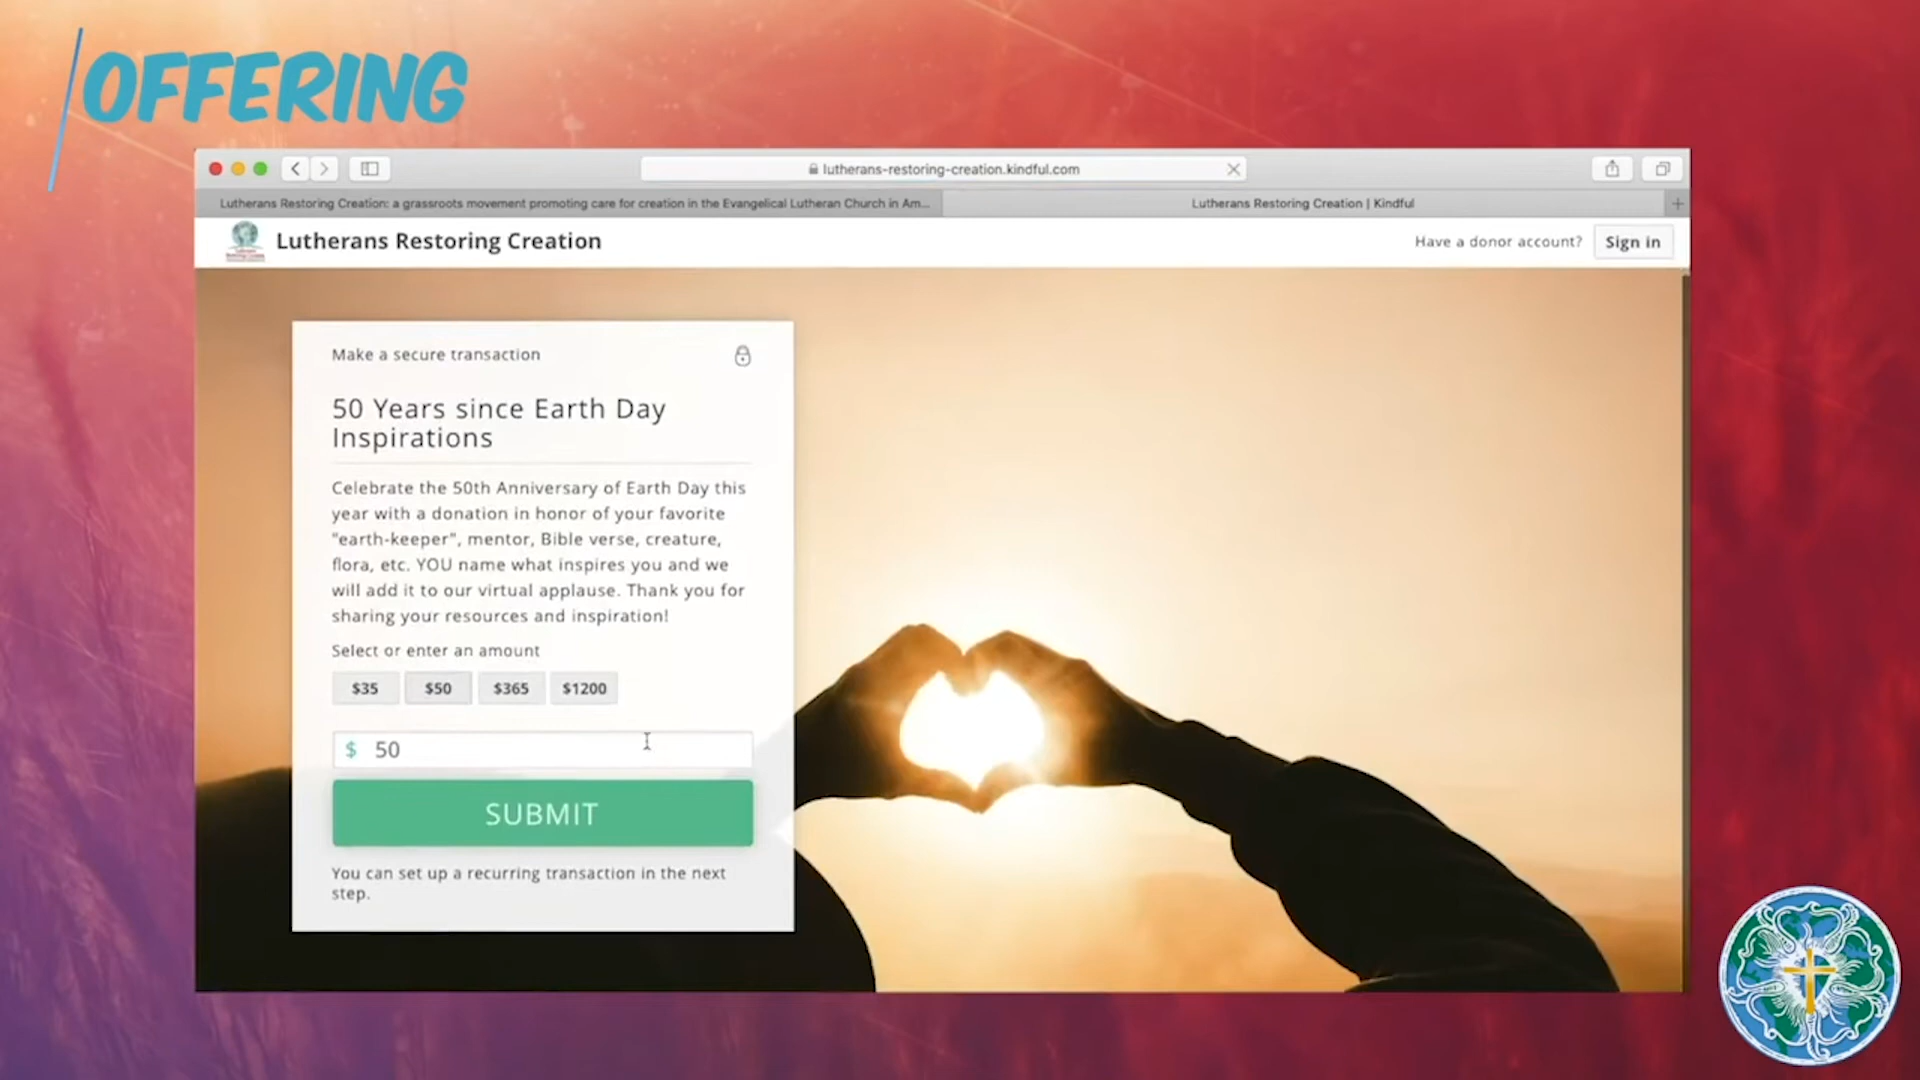 OFFERING
lutherans-restoring-creation.kindful.com
Lutherans Restoring Creation: a grassroots movement promoting care for creation in the Evangelical Lutheran Church in Am...
Lutherans Restoring Creation | Kindful
Lutherans Restoring Creation
Have a donor account?
Sign in
Make a secure transaction
50 Years since Earth Day
Inspirations
Celebrate the 50th Anniversary of Earth Day this
year with a donation in honor of your favorite
"earth-keeper", mentor, Bible verse, creature,
flora, etc. YOU name what inspires you and we
will add it to our virtual applause. Thank you for
sharing your resources and inspiration!
Select or enter an amount
$35 $50 $365 $1200
$ 50
SUBMIT
You can set up a recurring transaction in the next
step.